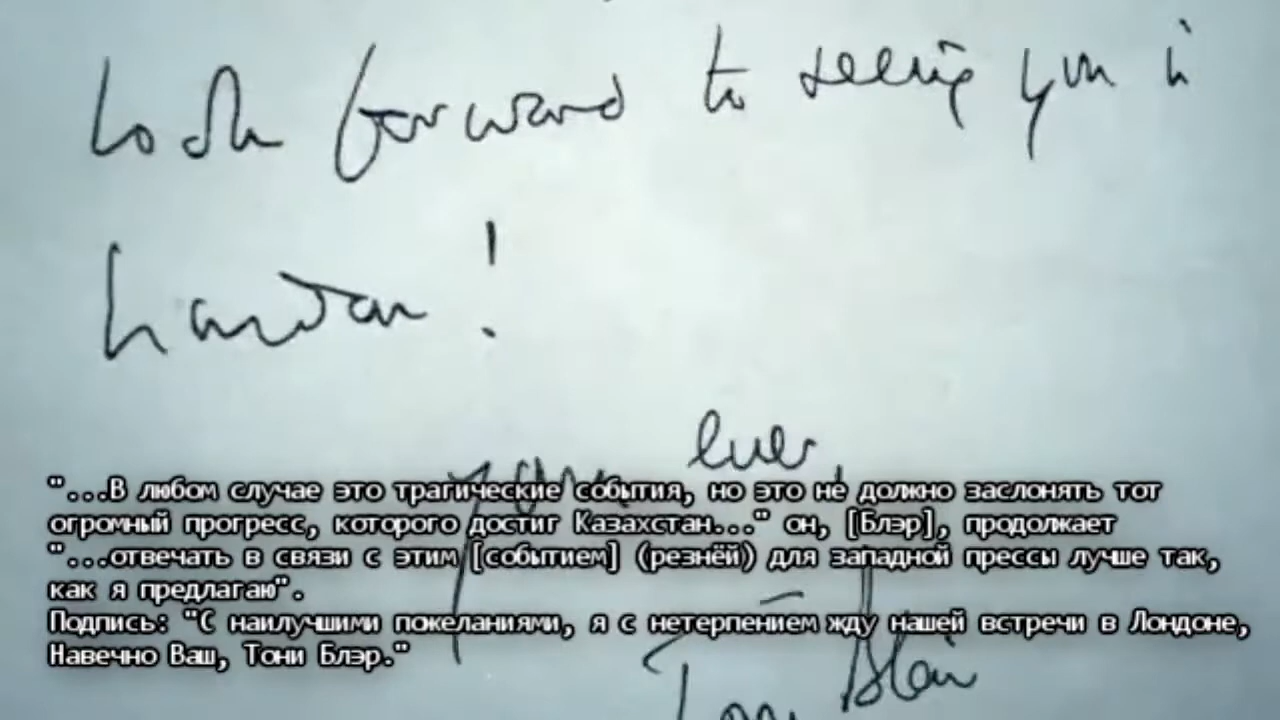 look forward to seeing you in
London!
Yours ever,
"...В любом случае это трагические события, но это не должно заслонять тот
огромный прогресс, которого достиг Казахстан..." он, [Блэр], продолжает
"...отвечать в связи с этим [событием] (резнёй) для западной прессы лучше так,
как я предлагаю".
Подпись: "С наилучшими пожеланиями, я с нетерпением жду нашей встречи в Лондоне,
Навечно Ваш, Тони Блэр."
Tony Blair